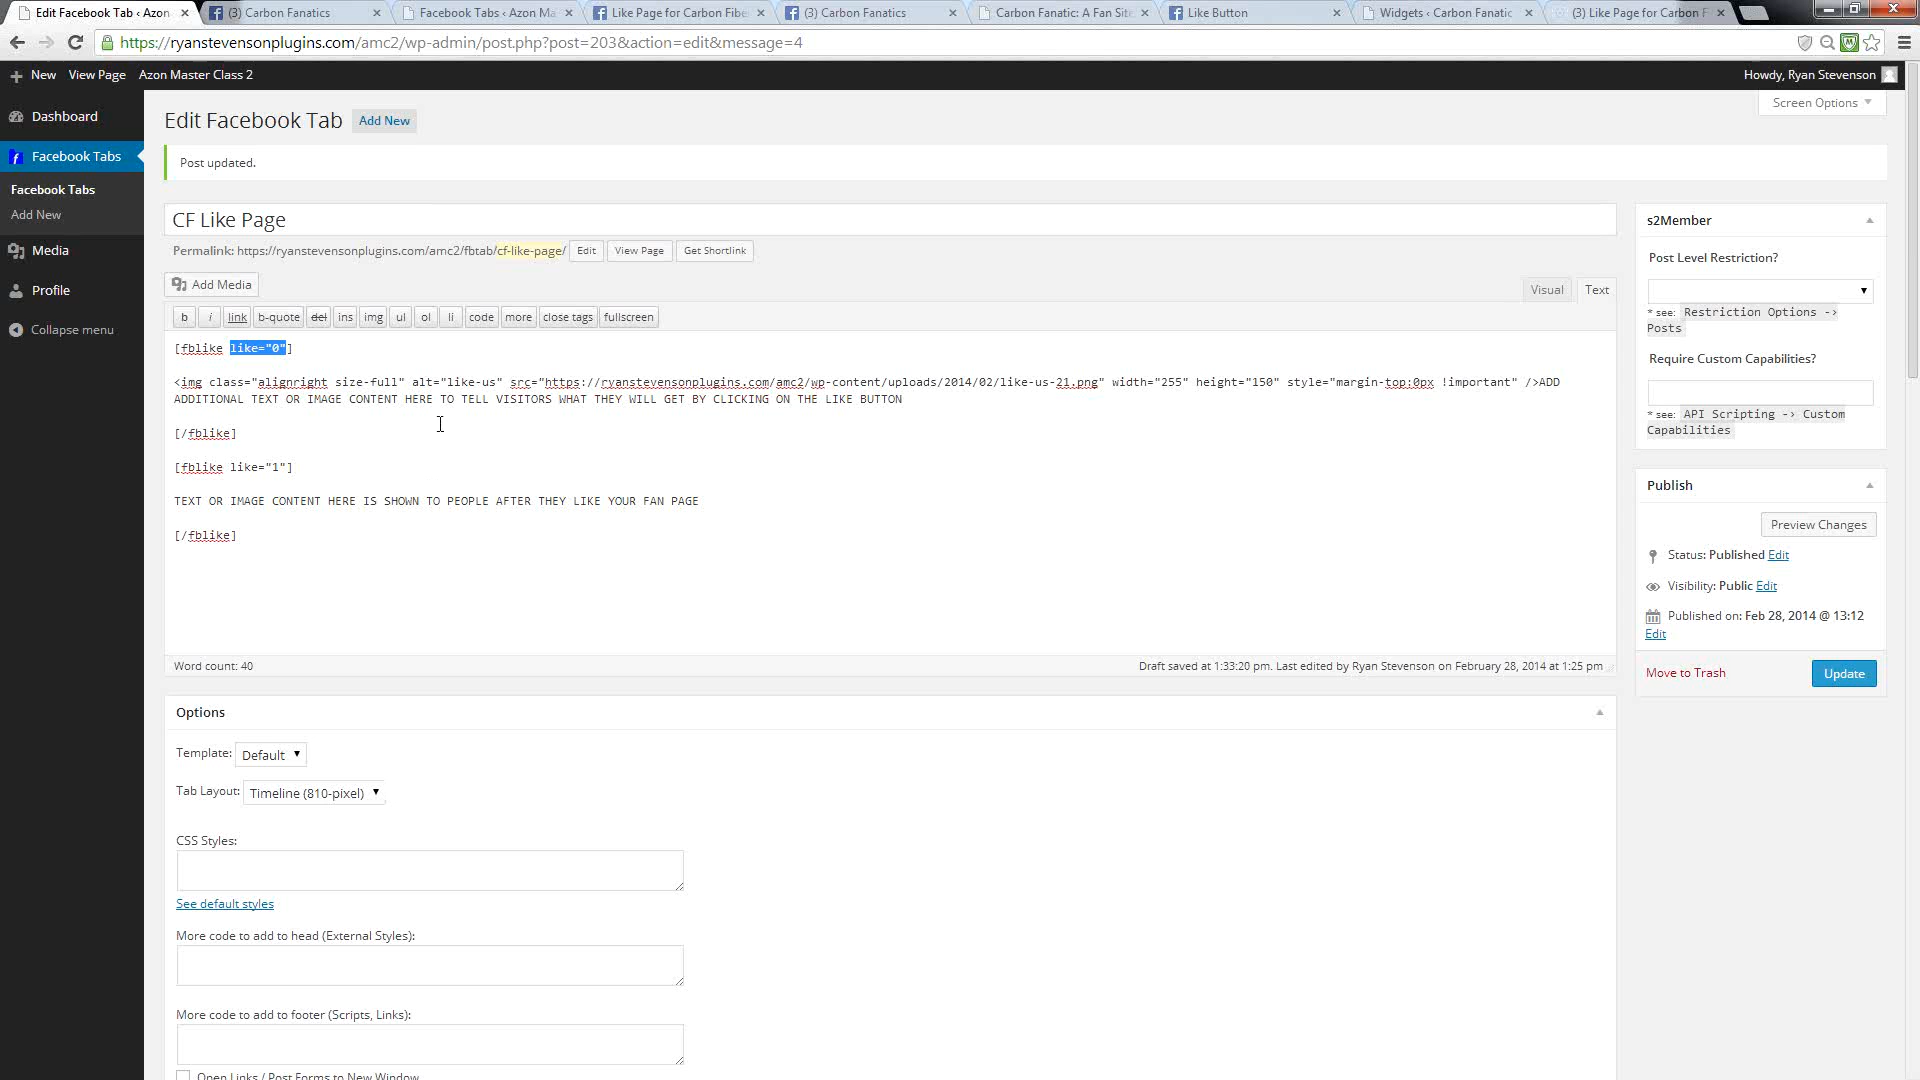 Edit Facebook Tab ‹ Azon
(3) Carbon Fanatics
Facebook Tabs ‹ Azon Ma
Like Page for Carbon Fibe
(3) Carbon Fanatics
Carbon Fanatic: A Fan Site
Like Button
Widgets ‹ Carbon Fanatic
(3) Like Page for Carbon F
https://ryanstevensonplugins.com/amc2/wp-admin/post.php?post=203&action=edit&message=4
New View Page Azon Master Class 2
Howdy, Ryan Stevenson
Screen Options
Dashboard
Facebook Tabs
Facebook Tabs
Add New
Media
Profile
Collapse menu
Edit Facebook Tab Add New
Post updated.
CF Like Page
Permalink: https://ryanstevensonplugins.com/amc2/fbtab/cf-like-page/ Edit View Page Get Shortlink
Add Media
Visual Text
b i link b-quote del ins img ul ol li code more close tags fullscreen
[fblike like="0"]
<img class="alignright size-full" alt="like-us" src="https://ryanstevensonplugins.com/amc2/wp-content/uploads/2014/02/like-us-21.png" width="255" height="150" style="margin-top:0px !important" />ADD
ADDITIONAL TEXT OR IMAGE CONTENT HERE TO TELL VISITORS WHAT THEY WILL GET BY CLICKING ON THE LIKE BUTTON
[/fblike]
[fblike like="1"]
TEXT OR IMAGE CONTENT HERE IS SHOWN TO PEOPLE AFTER THEY LIKE YOUR FAN PAGE
[/fblike]
Word count: 40
Draft saved at 1:33:20 pm. Last edited by Ryan Stevenson on February 28, 2014 at 1:25 pm
Options
Template: Default
Tab Layout: Timeline (810-pixel)
CSS Styles:
See default styles
More code to add to head (External Styles):
More code to add to footer (Scripts, Links):
Open Links / Post Forms to New Window
s2Member
Post Level Restriction?
* see: Restriction Options ->
Posts
Require Custom Capabilities?
* see: API Scripting -> Custom
Capabilities
Publish
Preview Changes
Status: Published Edit
Visibility: Public Edit
Published on: Feb 28, 2014 @ 13:12
Edit
Move to Trash
Update